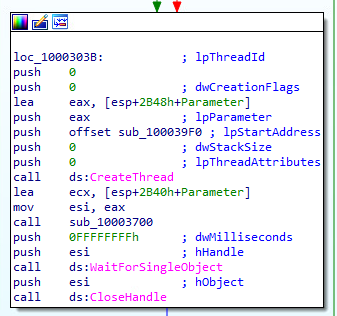 loc_1000303B: ; lpThreadId
push 0
push 0 ; dwCreationFlags
lea eax, [esp+2B48h+Parameter]
push eax ; lpParameter
push offset sub_100039F0 ; lpStartAddress
push 0 ; dwStackSize
push 0 ; lpThreadAttributes
call ds:CreateThread
lea ecx, [esp+2B40h+Parameter]
mov esi, eax
call sub_10003700
push 0FFFFFFFFh ; dwMilliseconds
push esi ; hHandle
call ds:WaitForSingleObject
push esi ; hObject
call ds:CloseHandle